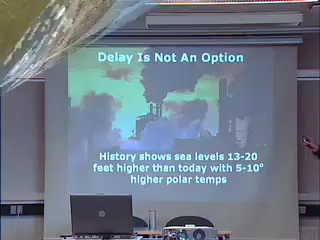 Delay Is Not An Option
History shows sea levels 13-20
feet higher than today with 5-10°
higher polar temps